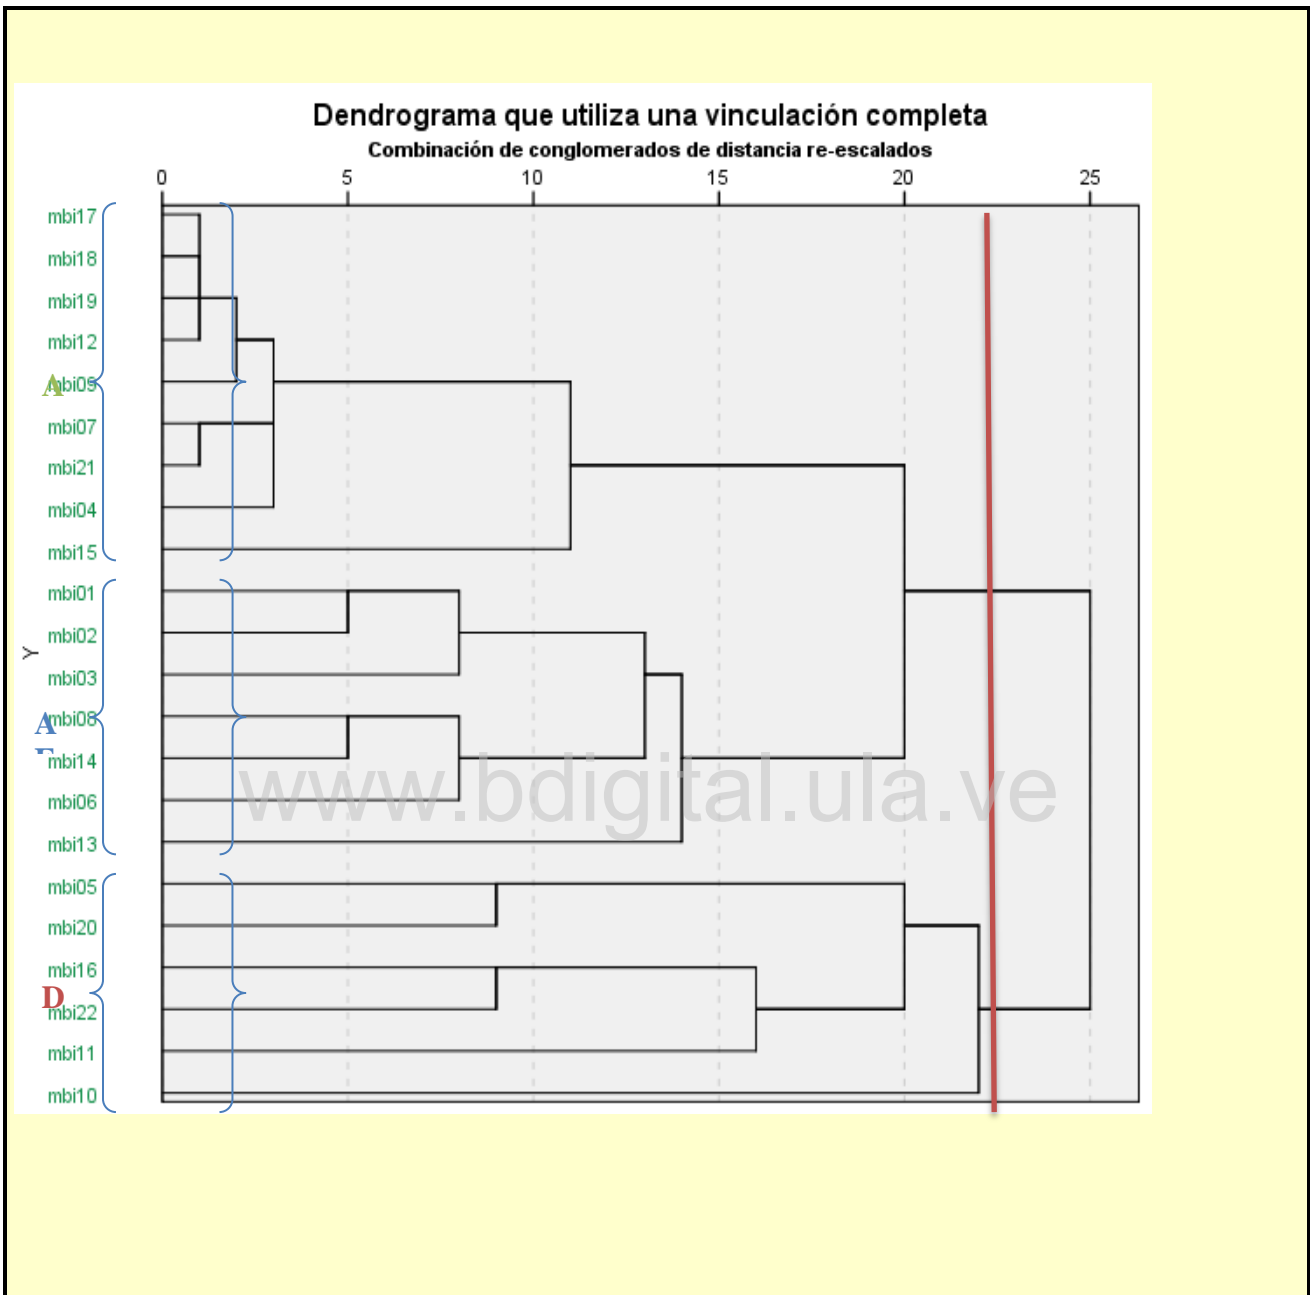 Dendrograma que utiliza una vinculación completa
Combinación de conglomerados de distancia re-escalados
0 5 10 15 20 25
mbi17
mbi18
mbi19
mbi12
A
mbi09
mbi07
mbi21
mbi04
mbi15
mbi01
mbi02
Y
mbi03
A
mbi08
mbi14
mbi06
mbi13
mbi05
mbi20
mbi16
D
mbi22
mbi11
mbi10
www.bdigital.ula.ve